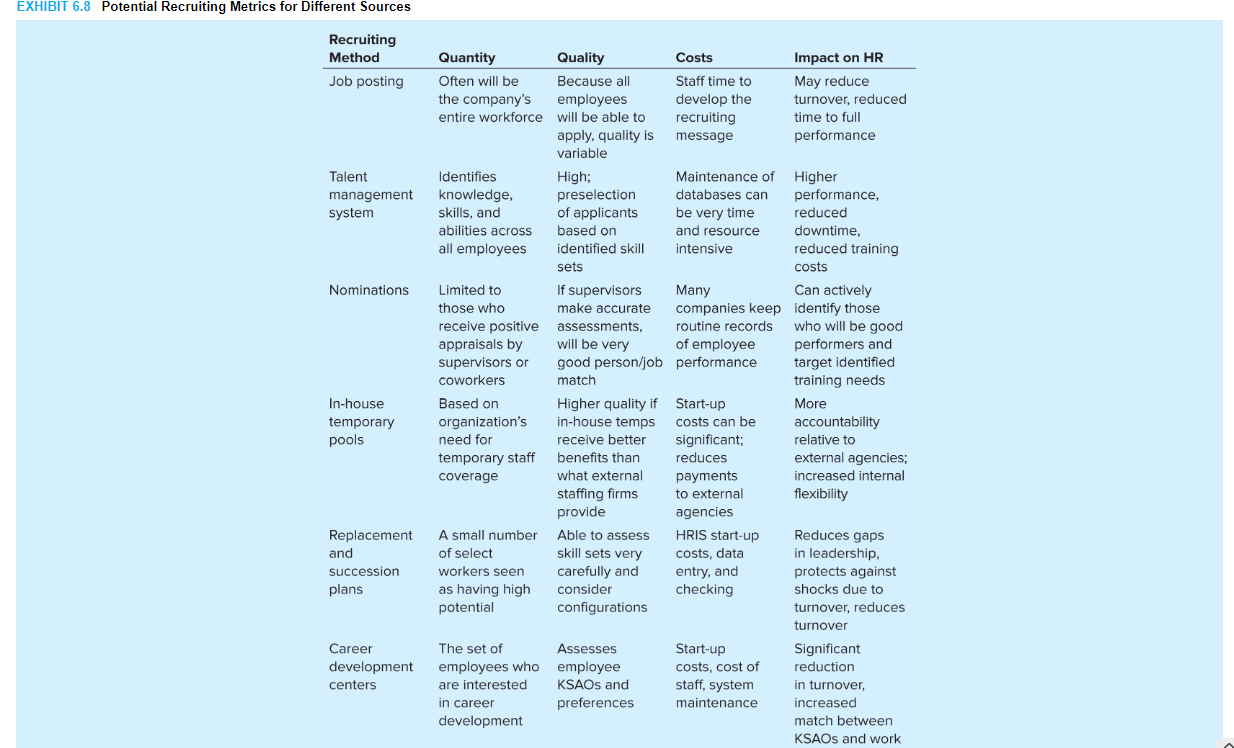 EXHIBIT 6.8 Potential Recruiting Metrics for Different Sources
Recruiting
Method Quantity Quality Costs Impact on HR
Job posting Often will be Because all Staff time to May reduce
the company's employees develop the turnover, reduced
entire workforce will be able to recruiting time to full
apply, quality is message performance
variable
Talent Identifies High; Maintenance of Higher
management knowledge, preselection databases can performance,
system skills, and of applicants be very time reduced
abilities across based on and resource downtime,
all employees identified skill intensive reduced training
sets costs
Nominations Limited to If supervisors Many Can actively
those who make accurate companies keep identify those
receive positive assessments, routine records who will be good
appraisals by will be very of employee performers and
supervisors or good person/job performance target identified
coworkers match training needs
In-house Based on Higher quality if Start-up More
temporary organization's in-house temps costs can be accountability
pools need for receive better significant; relative to
temporary staff benefits than reduces external agencies;
coverage what external payments increased internal
staffing firms to external flexibility
provide agencies
Replacement A small number Able to assess HRIS start-up Reduces gaps
and of select skill sets very costs, data in leadership,
succession workers seen carefully and entry, and protects against
plans as having high consider checking shocks due to
potential configurations turnover, reduces
turnover
Career The set of Assesses Start-up Significant
development employees who employee costs, cost of reduction
centers are interested KSAOs and staff, system in turnover,
in career preferences maintenance increased
development match between
KSAOs and work